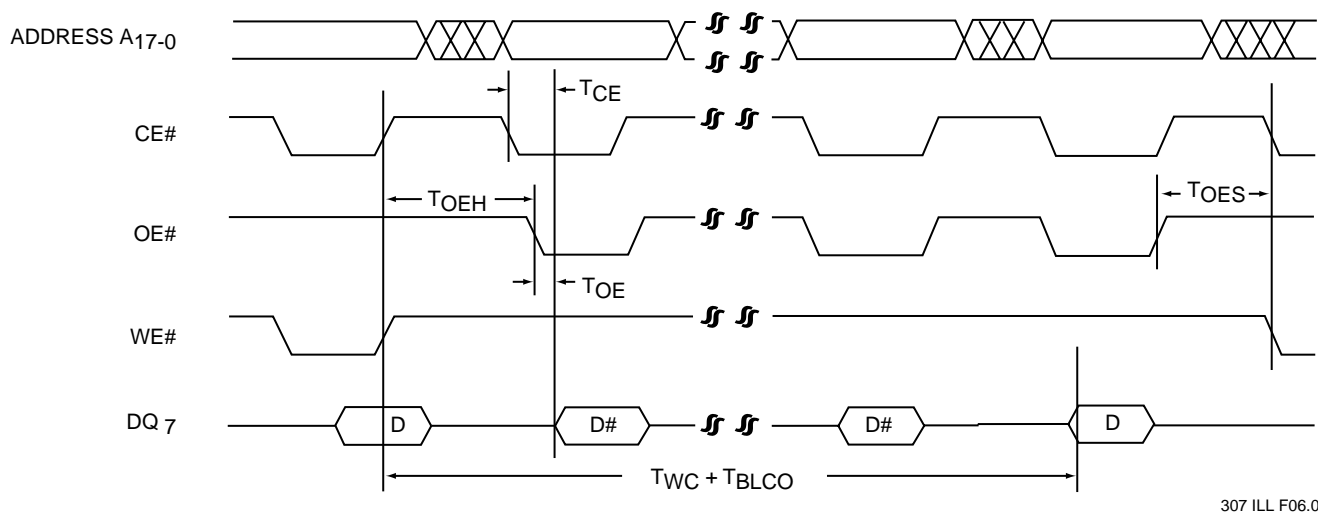 ADDRESS A17-0
TCE
CE#
TOEH
TOES
OE#
TOE
WE#
DQ 7
D
D#
D#
D
TWC + TBLCO
307 ILL F06.0